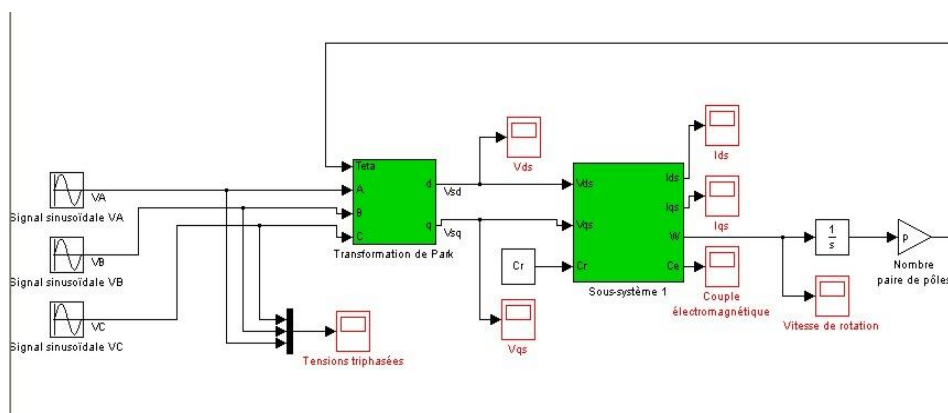 Teta
A
B
C
d
q
Transformation de Park
VA
Signal sinusoïdale VA
VB
Signal sinusoïdale VB
VC
Signal sinusoïdale VC
Tensions triphasées
Vsd
Vsq
Vds
Vqs
Cr
Vds
Vqs
Cr
Ids
Iqs
W
Ce
Sous-système 1
Ids
Iqs
Couple
électromagnétique
1
s
Vitesse de rotation
P
Nombre
paire de pôles